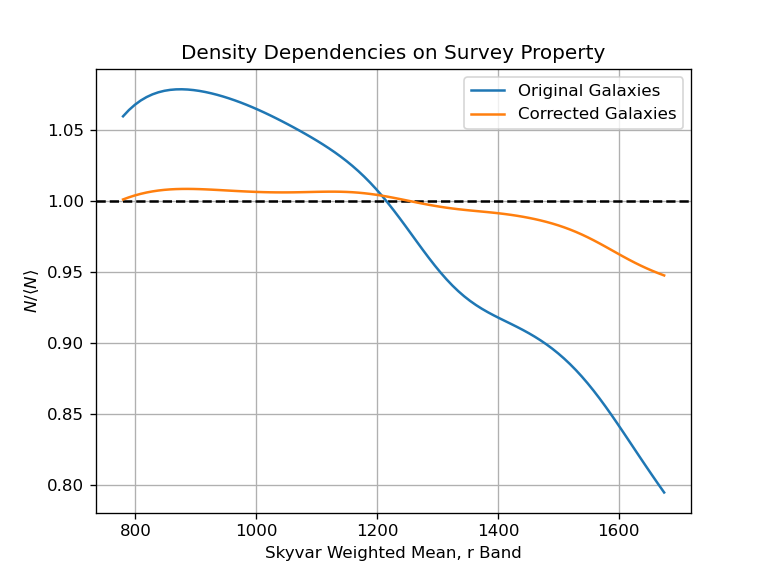 Density Dependencies on Survey Property
Original Galaxies
Corrected Galaxies
1.05
1.00
0.95
0.90
0.85
0.80
N/⟨N⟩
800 1000 1200 1400 1600
Skyvar Weighted Mean, r Band